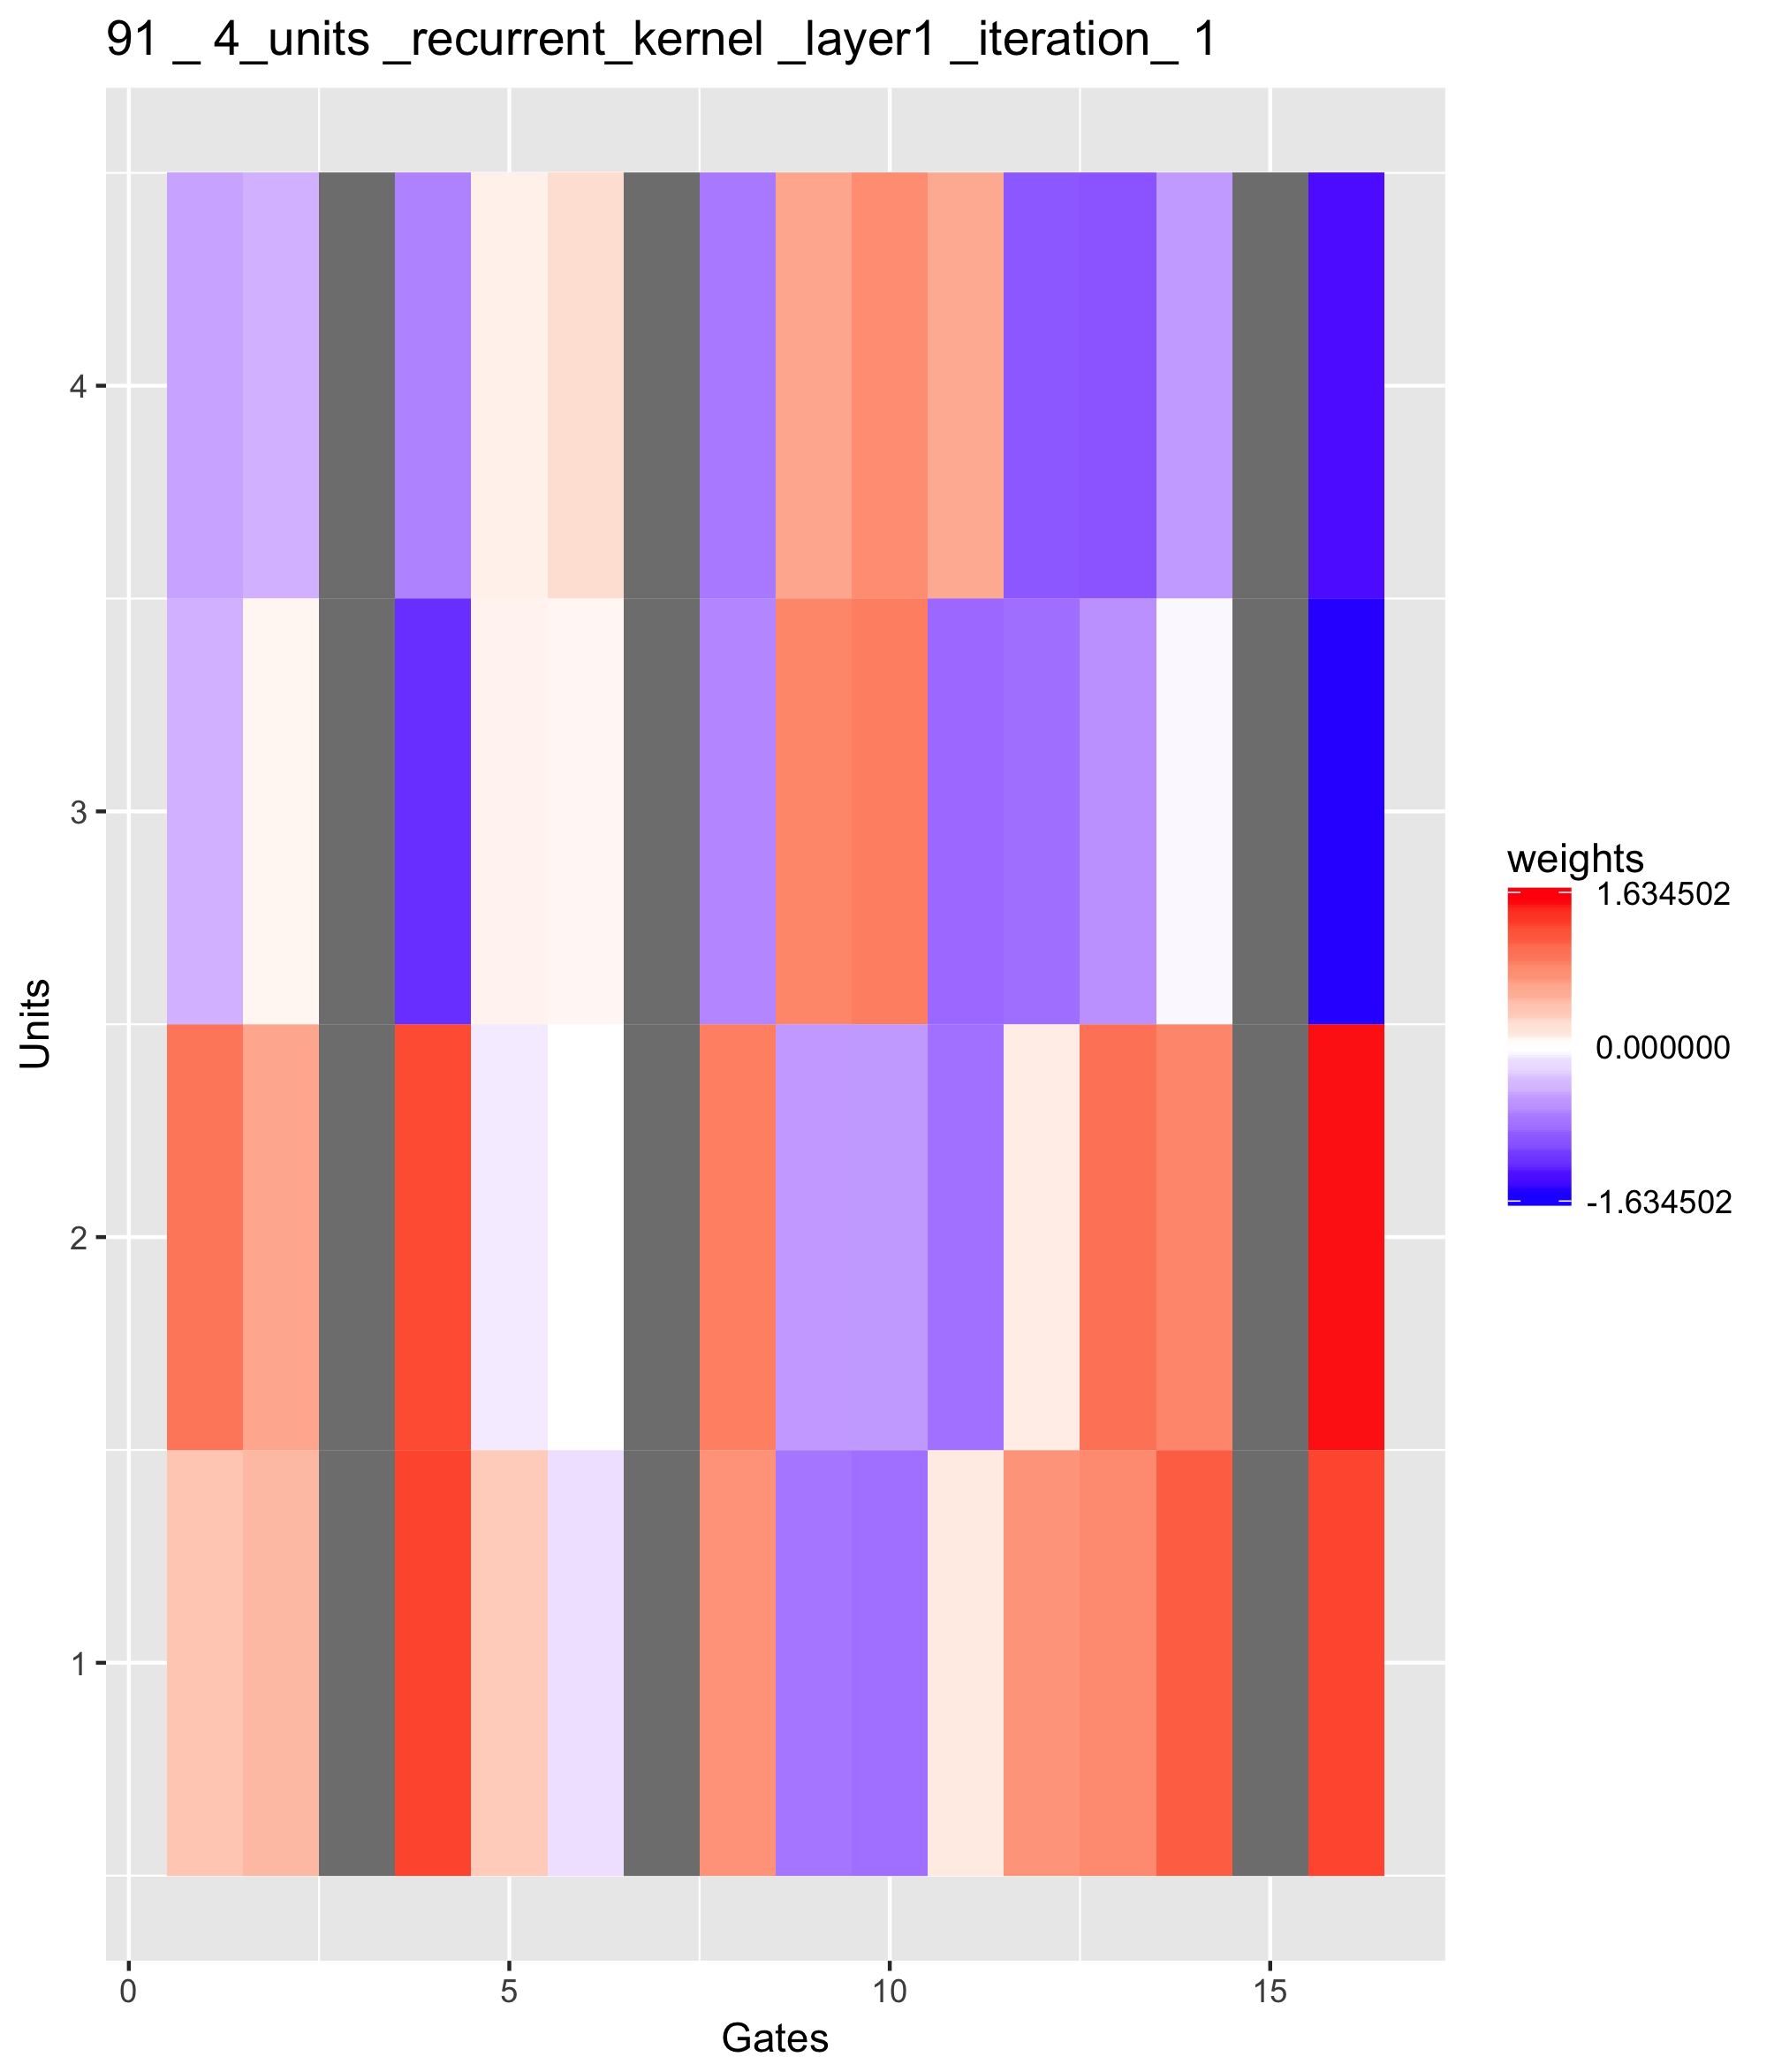 91 _ 4_units _recurrent_kernel _layer1 _iteration_ 1
4
3
2
1
Units
0 5 10 15
Gates
weights
1.634502
0.000000
-1.634502